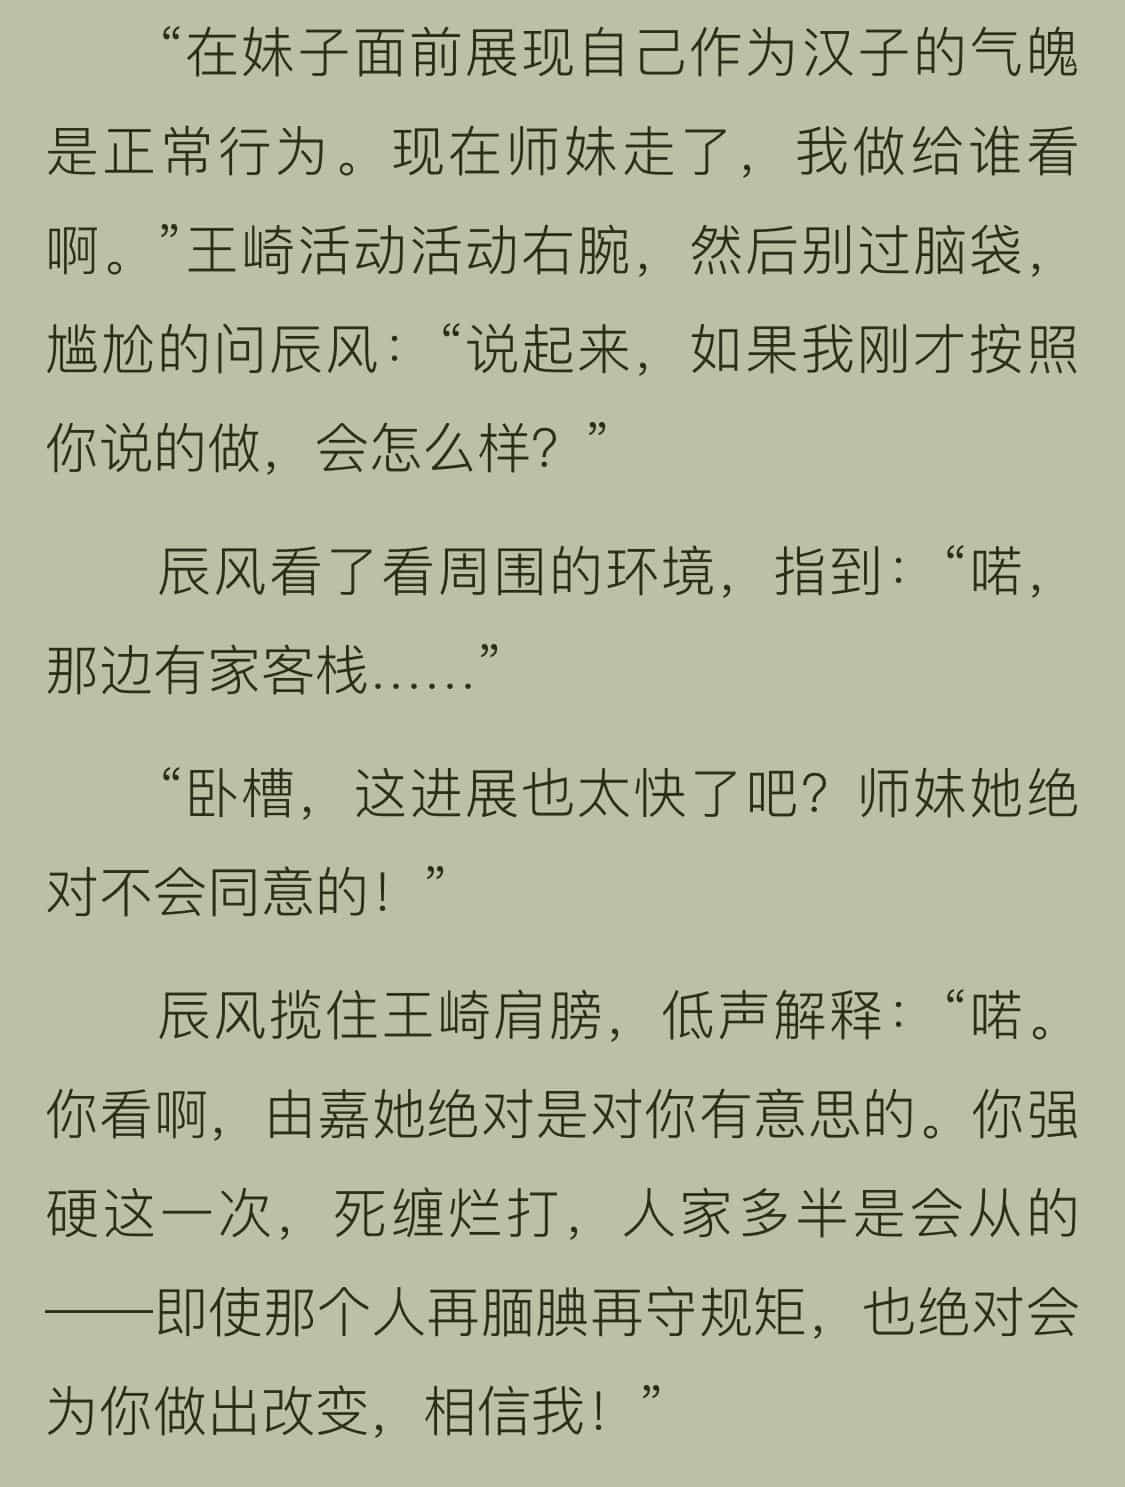 “在妹子面前展现自己作为汉子的气魄
是正常行为。现在师妹走了，我做给谁看
啊。”王崎活动活动右腕，然后别过脑袋，
尴尬的问辰风：“说起来，如果我刚才按照
你说的做，会怎么样？”
辰风看了看周围的环境，指到：“喏，
那边有家客栈……”
“卧槽，这进展也太快了吧？师妹她绝
对不会同意的！”
辰风揽住王崎肩膀，低声解释：“喏。
你看啊，由嘉她绝对是对你有意思的。你强
硬这一次，死缠烂打，人家多半是会从的
——即使那个人再腼腆再守规矩，也绝对会
为你做出改变，相信我！”